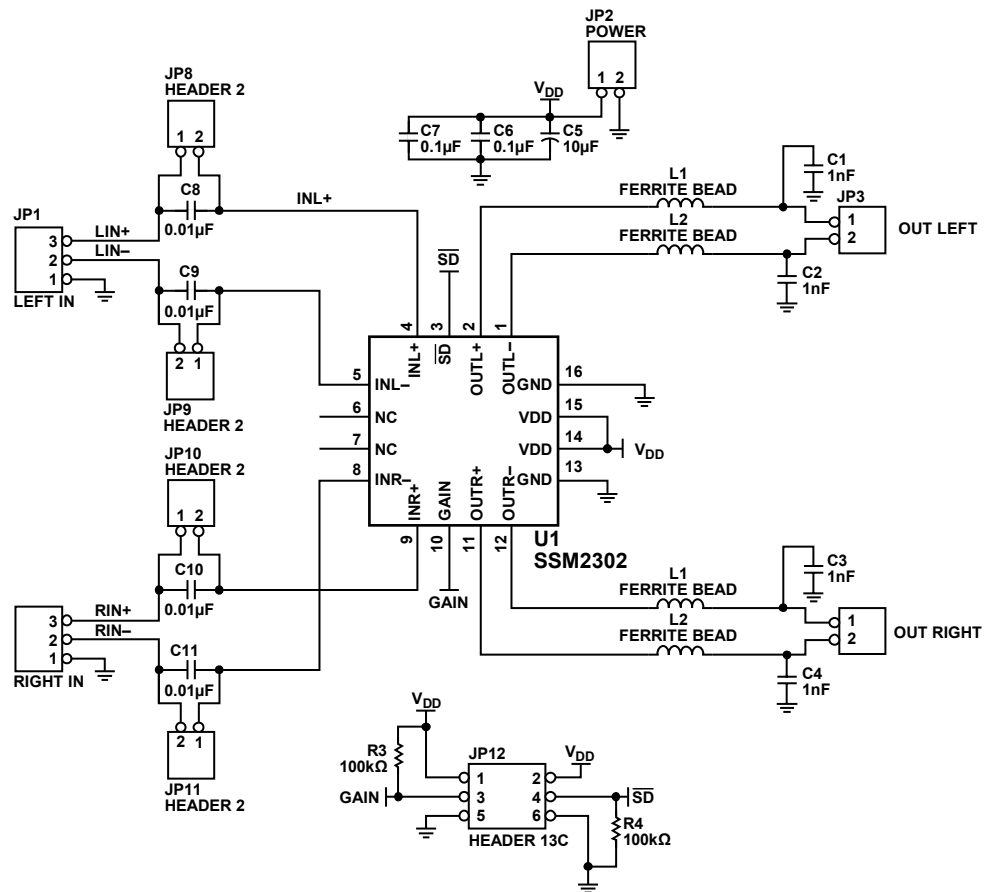 JP2
POWER
1 2
JP8
HEADER 2
1 2
V_DD
C7
0.1µF
C6
0.1µF
C5
10µF
C8
0.01µF
INL+
L1
FERRITE BEAD
C1
1nF
JP3
1
2
OUT LEFT
L2
FERRITE BEAD
C2
1nF
JP1
3
2
1
LEFT IN
LIN+
LIN–
C9
0.01µF
2 1
JP9
HEADER 2
S̅D̅
4
3
2
1
INL+
S̅D̅
OUTL+
OUTL–
5
INL–
6
NC
7
NC
8
INR–
GND
16
VDD
15
VDD
14
GND
13
V_DD
INR+
GAIN
OUTR+
OUTR–
9
10
11
12
U1
SSM2302
GAIN
JP10
HEADER 2
1 2
C10
0.01µF
3
2
1
RIGHT IN
RIN+
RIN–
C11
0.01µF
2 1
JP11
HEADER 2
L1
FERRITE BEAD
C3
1nF
1
2
OUT RIGHT
L2
FERRITE BEAD
C4
1nF
V_DD
R3
100kΩ
GAIN
JP12
1 2
3 4
5 6
HEADER 13C
V_DD
S̅D̅
R4
100kΩ